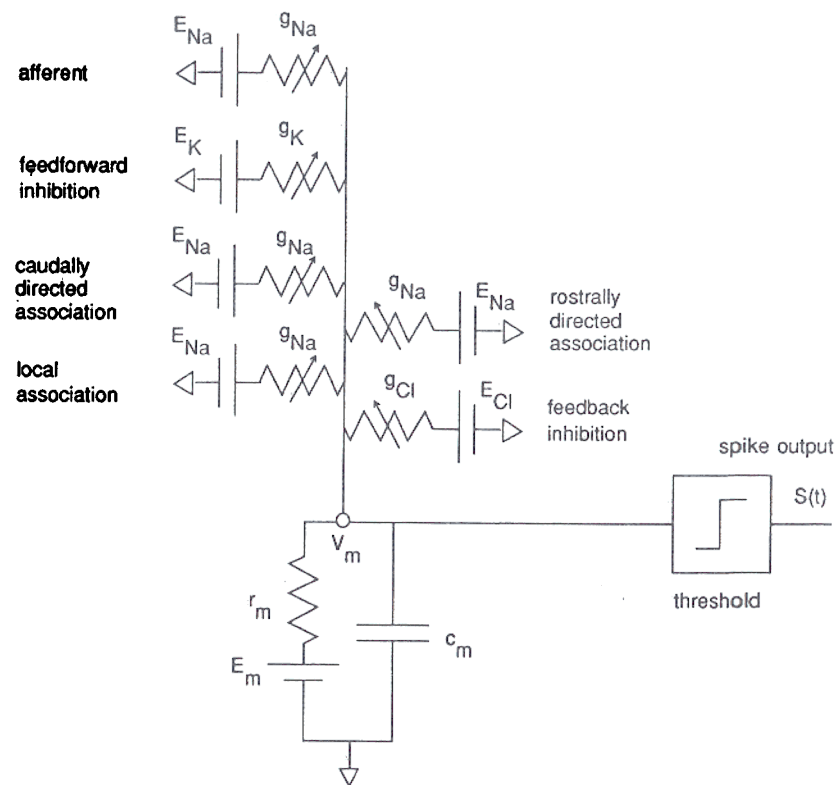 E_Na
g_Na
afferent
E_K
g_K
feedforward
inhibition
E_Na
g_Na
caudally
directed
association
g_Na
E_Na
rostrally
directed
association
E_Na
g_Na
local
association
g_Cl
E_Cl
feedback
inhibition
spike output
S(t)
threshold
V_m
r_m
E_m
c_m